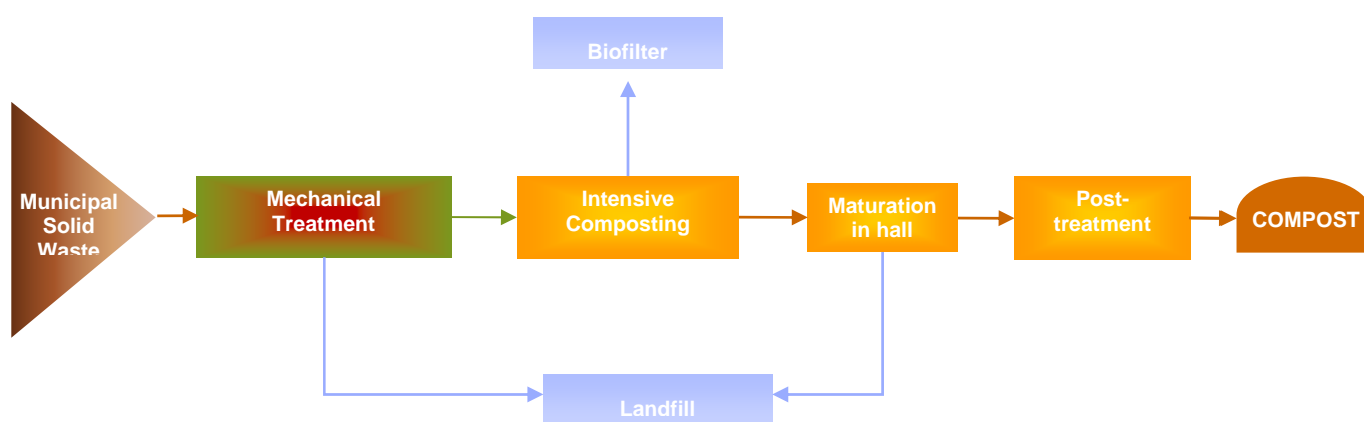 Biofilter
Municipal
Solid
Waste
Mechanical
Treatment
Intensive
Composting
Maturation
in hall
Post-
treatment
COMPOST
Landfill